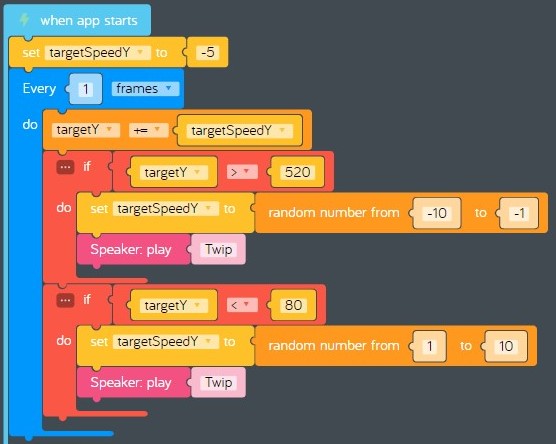 when app starts
set targetSpeedY to -5
Every 1 frames
do targetY += targetSpeedY
... if targetY > 520
do set targetSpeedY to random number from -10 to -1
Speaker: play Twip
... if targetY < 80
do set targetSpeedY to random number from 1 to 10
Speaker: play Twip